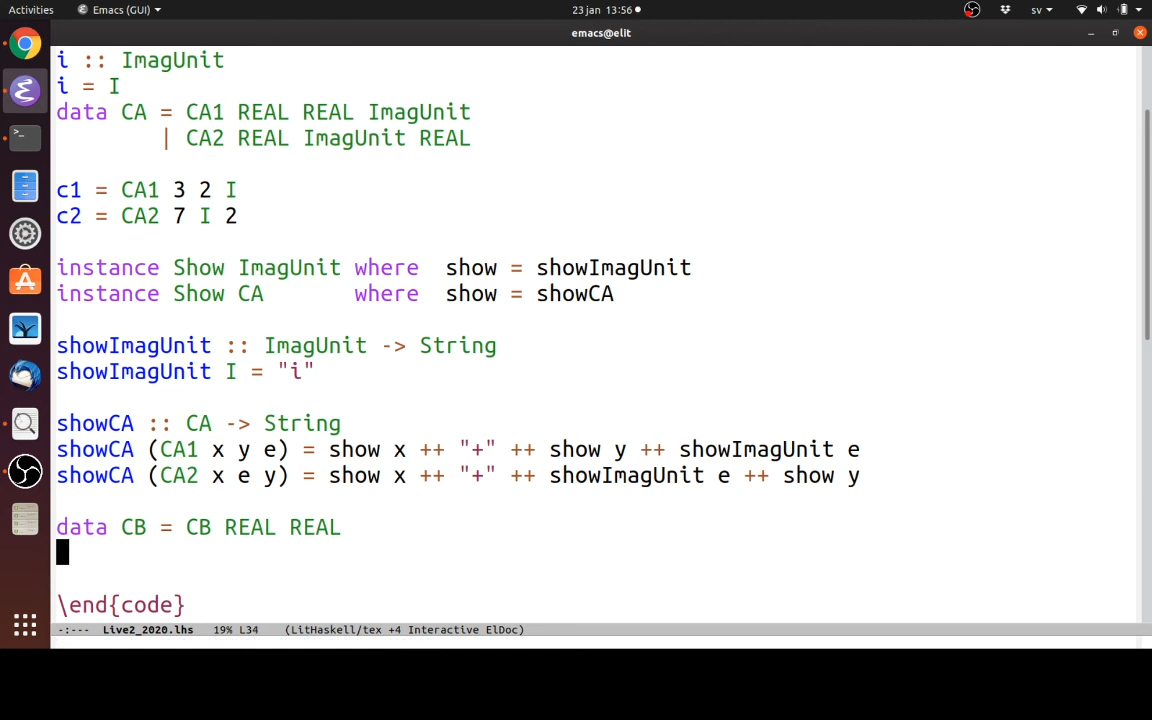 Activities Emacs (GUI) 23 jan 13:56 sv
emacs@elit
i :: ImagUnit
i = I
data CA = CA1 REAL REAL ImagUnit
| CA2 REAL ImagUnit REAL
c1 = CA1 3 2 I
c2 = CA2 7 I 2
instance Show ImagUnit where show = showImagUnit
instance Show CA where show = showCA
showImagUnit :: ImagUnit -> String
showImagUnit I = "i"
showCA :: CA -> String
showCA (CA1 x y e) = show x ++ "+" ++ show y ++ showImagUnit e
showCA (CA2 x e y) = show x ++ "+" ++ showImagUnit e ++ show y
data CB = CB REAL REAL
\end{code}
-:--- Live2_2020.lhs 19% L34 (LitHaskell/tex +4 Interactive ElDoc)